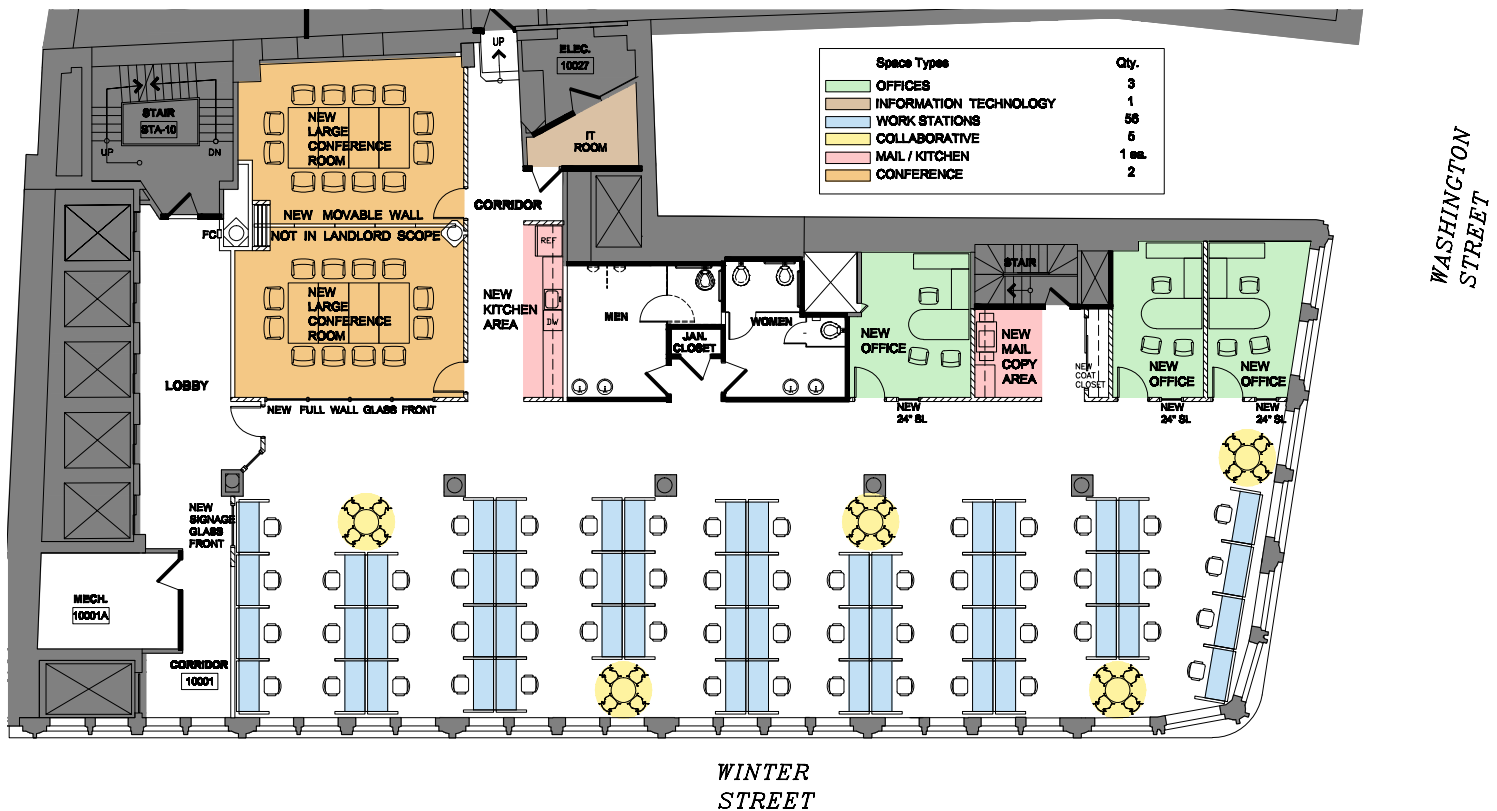 UP
ELEC.
10027
STAIR
STA-10
UP
DN
NEW
LARGE
CONFERENCE
ROOM
IT
ROOM
Space Types Qty.
OFFICES 3
INFORMATION TECHNOLOGY 1
WORK STATIONS 56
COLLABORATIVE 5
MAIL / KITCHEN 1 ea.
CONFERENCE 2
WASHINGTON
STREET
CORRIDOR
NEW MOVABLE WALL
NOT IN LANDLORD SCOPE
FC
REF
NEW
LARGE
CONFERENCE
ROOM
NEW
KITCHEN
AREA
DW
MEN
JAN.
CLOSET
WOMEN
NEW
OFFICE
STAIR
NEW
MAIL
COPY
AREA
NEW
COAT
CLOSET
NEW
OFFICE
NEW
OFFICE
LOBBY
NEW FULL WALL GLASS FRONT
NEW
24" SL
NEW
24" SL
NEW
24" SL
NEW
SIGNAGE
GLASS
FRONT
MECH.
10001A
CORRIDOR
10001
WINTER
STREET